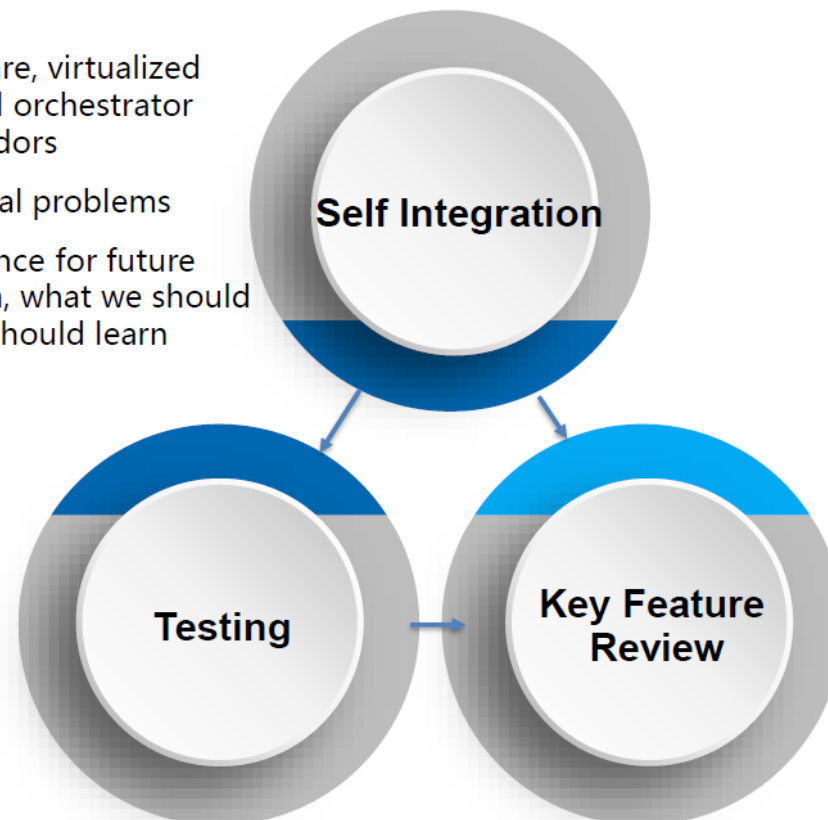 re, virtualized
orchestrator
dors
al problems
nce for future
, what we should
should learn
Self Integration
Testing
Key Feature
Review